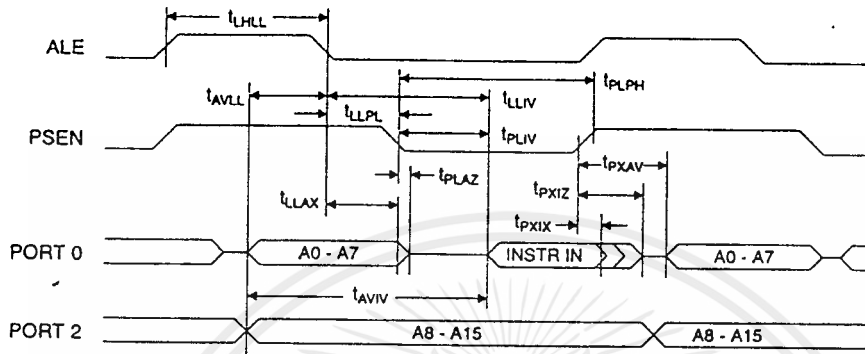 tLHLL
ALE
tPLPH
tAVLL
tLLIV
tLLPL
PSEN
tPLIV
tPXAV
tPLAZ
tPXIZ
tLLAX
tPXIX
PORT 0
A0 - A7
INSTR IN
A0 - A7
tAVIV
PORT 2
A8 - A15
A8 - A15